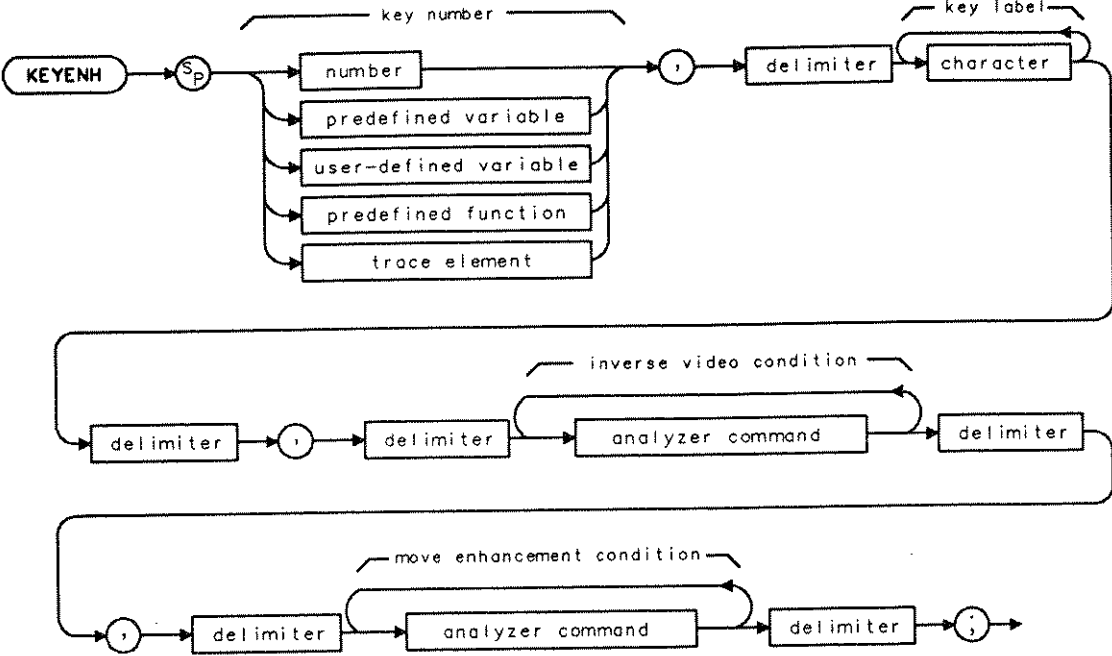 key number
key label
KEYENH
SP
number
,
delimiter
character
predefined variable
user-defined variable
predefined function
trace element
inverse video condition
delimiter
,
delimiter
analyzer command
delimiter
move enhancement condition
,
delimiter
analyzer command
delimiter
;